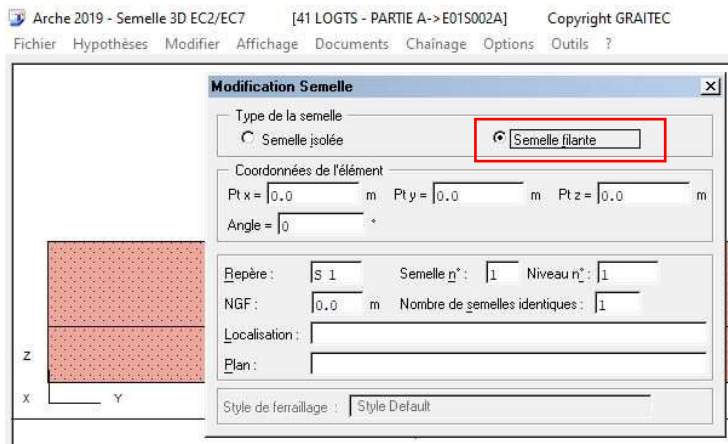 Arche 2019 - Semelle 3D EC2/EC7 [41 LOGTS - PARTIE A->E01S002A] Copyright GRAITEC
Fichier Hypothèses Modifier Affichage Documents Chaînage Options Outils ?
Modification Semelle
Type de la semelle
Semelle isolée Semelle filante
Coordonnées de l'élément
Pt x = 0.0 m Pt y = 0.0 m Pt z = 0.0 m
Angle = 0 °
Repère : S 1 Semelle n° : 1 Niveau n° : 1
NGF : 0.0 m Nombre de semelles identiques : 1
Localisation :
Plan :
Z
X Y
Style de ferraillage : Style Default